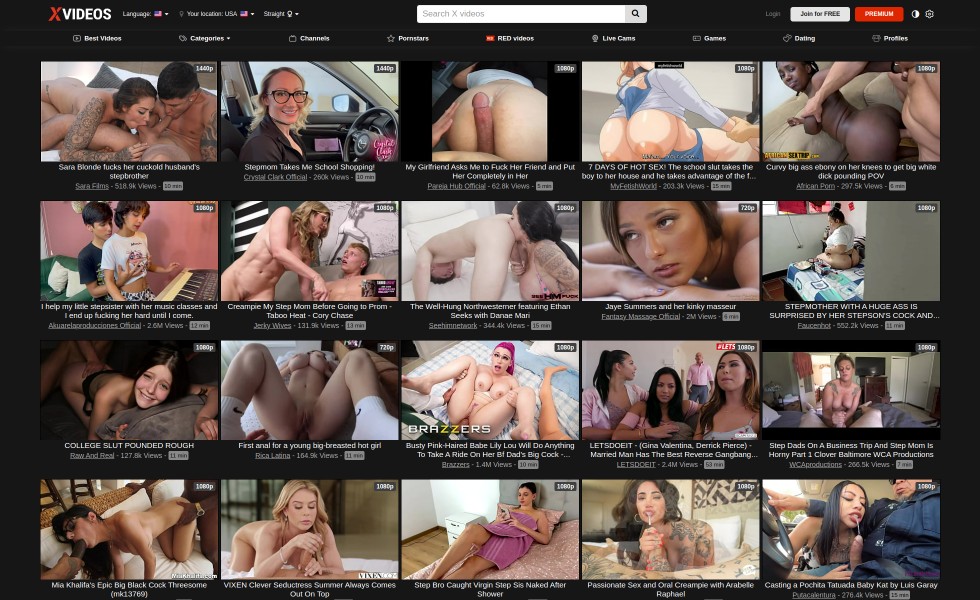 XVIDEOS
Language:
Your location: USA
Straight
Search X videos
Login
Join for FREE
PREMIUM
Best Videos
Categories
Channels
Pornstars
RED videos
Live Cams
Games
Dating
Profiles
1440p
1440p
1080p
1080p
1080p
Sara Blonde fucks her cuckold husband's
stepbrother
Sara Films - 518.9k Views - 10 min
Stepmom Takes Me School Shopping!
Crystal Clark Official - 260k Views - 10 min
My Girlfriend Asks Me to Fuck Her Friend and Put
Her Completely in Her
Pareja Hub Official - 62.8k Views - 5 min
7 DAYS OF HOT SEX! The school slut takes the
boy to her house and he takes advantage of the f...
MyFetishWorld - 203.3k Views - 15 min
Curvy big ass ebony on her knees to get big white
dick pounding POV
African Porn - 297.5k Views - 6 min
1080p
1080p
1080p
720p
1080p
I help my little stepsister with her music classes and
I end up fucking her hard until I come.
Akuarelaproducciones Official - 2.6M Views - 12 min
Creampie My Step Mom Before Going to Prom -
Taboo Heat - Cory Chase
Jerky Wives - 131.9k Views - 13 min
The Well-Hung Northwesterner featuring Ethan
Seeks with Danae Mari
Seehimnetwork - 344.4k Views - 15 min
Jaye Summers and her kinky masseur
Fantasy Massage Official - 2M Views - 6 min
STEPMOTHER WITH A HUGE ASS IS
SURPRISED BY HER STEPSON'S COCK AND...
Faucenhot - 552.2k Views - 11 min
1080p
720p
1080p
#LETS
1080p
1080p
BRAZZERS
COLLEGE SLUT POUNDED ROUGH
Raw And Real - 127.8k Views - 11 min
First anal for a young big-breasted hot girl
Rica Latina - 164.9k Views - 11 min
Busty Pink-Haired Babe Lily Lou Will Do Anything
To Take A Ride On Her Bf Dad's Big Cock -...
Brazzers - 1.4M Views - 10 min
LETSDOEIT - (Gina Valentina, Derrick Pierce) -
Married Man Has The Best Reverse Gangbang...
LETSDOEIT - 2.4M Views - 53 min
Step Dads On A Business Trip And Step Mom Is
Horny Part 1 Clover Baltimore WCA Productions
WCAproductions - 266.5k Views - 7 min
1080p
1080p
1080p
1080p
1080p
MiaKhalifa.com
VIXEN.COM
Mia Khalifa's Epic Big Black Cock Threesome
(mk13769)
VIXEN Clever Seductress Summer Always Comes
Out On Top
Step Bro Caught Virgin Step Sis Naked After
Shower
Passionate Sex and Oral Creampie with Arabelle
Raphael
Casting a Pochita Tatuada Baby Kat by Luis Garay
Putacalentura - 276.4k Views - 15 min